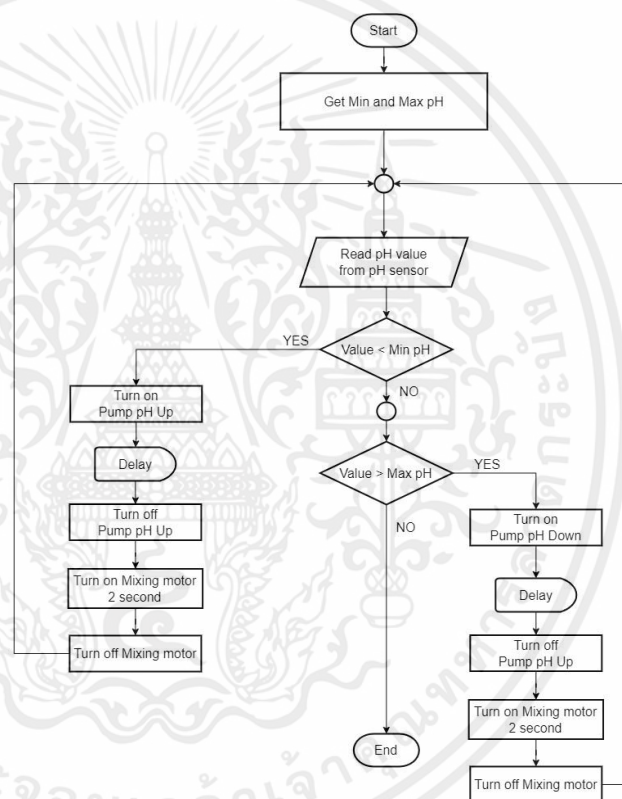 Start
Get Min and Max pH
Read pH value
from pH sensor
Value < Min pH
YES
NO
Turn on
Pump pH Up
Delay
Turn off
Pump pH Up
Turn on Mixing motor
2 second
Turn off Mixing motor
Value > Max pH
YES
NO
Turn on
Pump pH Down
Delay
Turn off
Pump pH Up
Turn on Mixing motor
2 second
Turn off Mixing motor
End